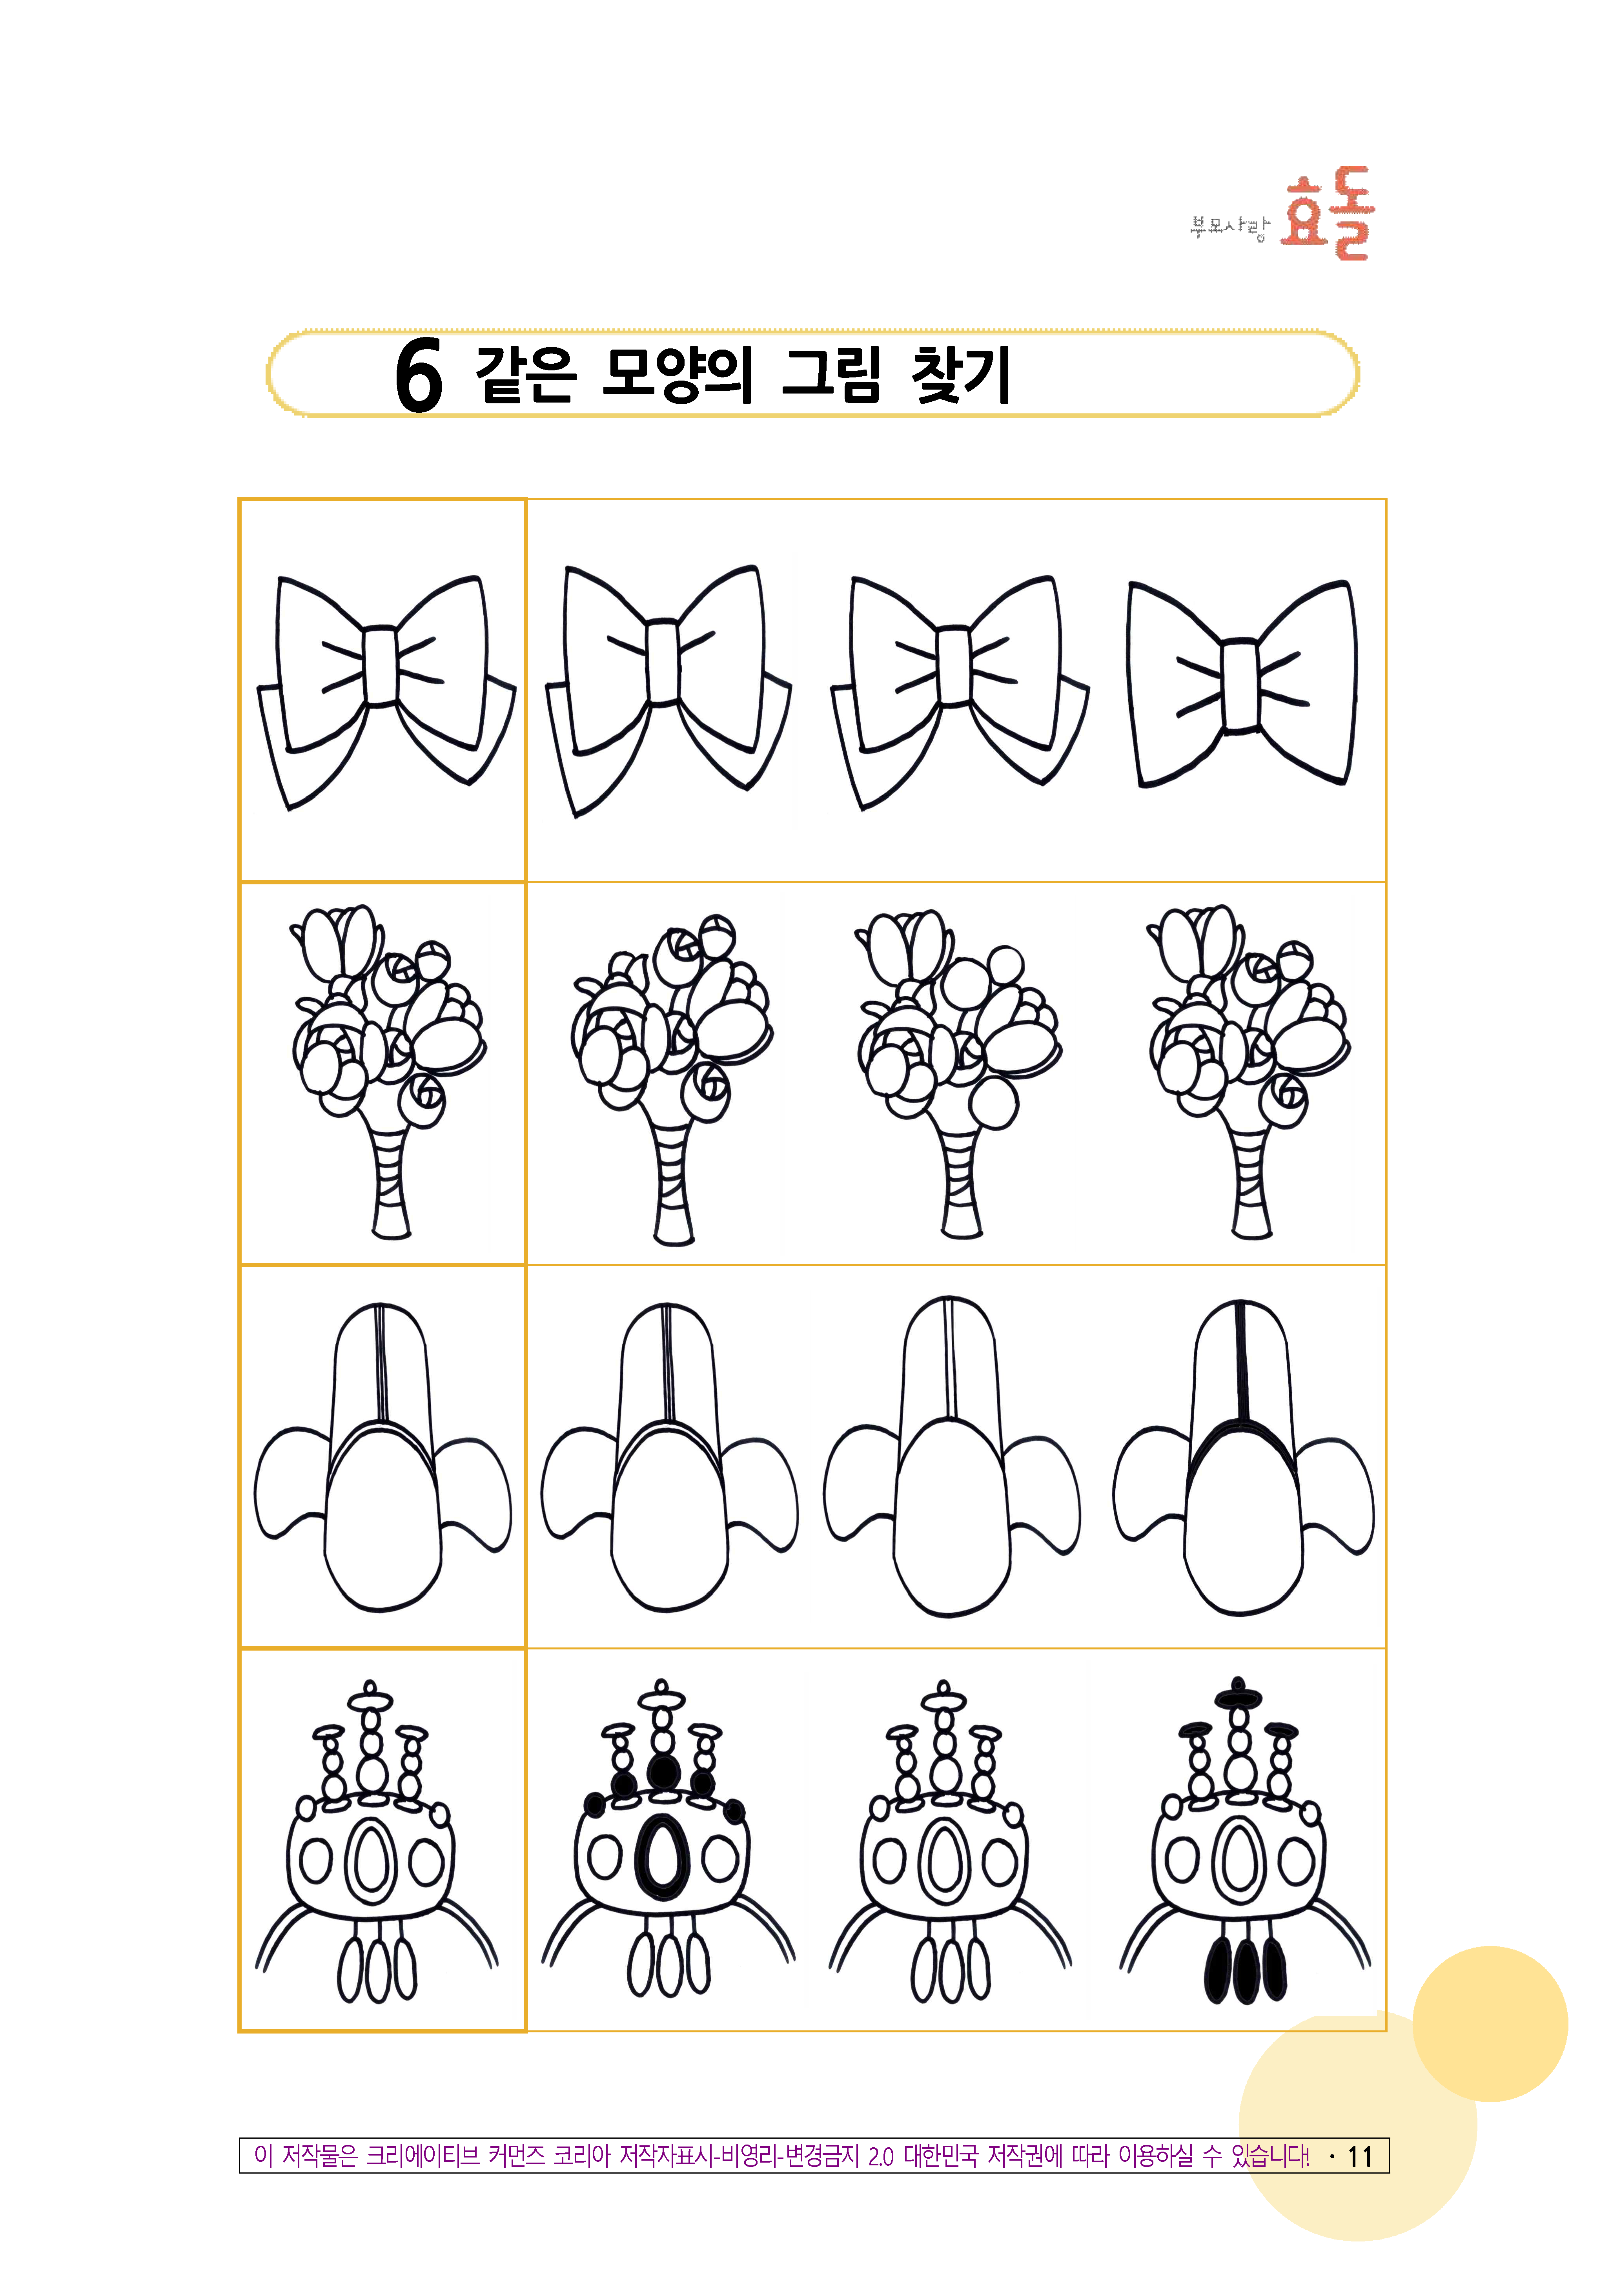 부모사랑 효돌
6 같은 모양의 그림 찾기
이 저작물은 크리에이티브 커먼즈 코리아 저작자표시-비영리-변경금지 2.0 대한민국 저작권에 따라 이용하실 수 있습니다! · 11